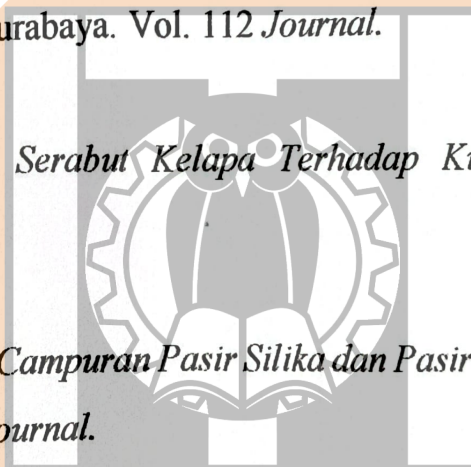 urabaya. Vol. 112 Journal.
Serabut Kelapa Terhadap
Campuran Pasir Silika dan Pasir
ournal.